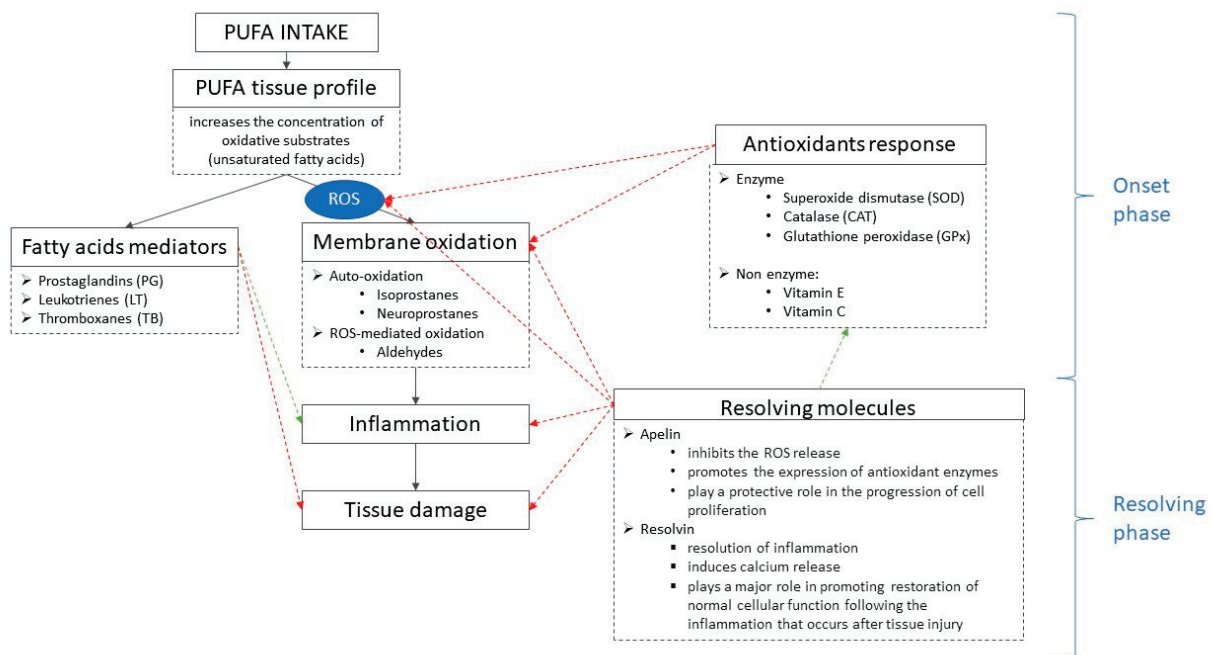 PUFA INTAKE
PUFA tissue profile
increases the concentration of
oxidative substrates
(unsaturated fatty acids)
ROS
Fatty acids mediators
➢ Prostaglandins (PG)
➢ Leukotrienes (LT)
➢ Thromboxanes (TB)
Membrane oxidation
➢ Auto-oxidation
• Isoprostanes
• Neuroprostanes
➢ ROS-mediated oxidation
• Aldehydes
Inflammation
Tissue damage
Antioxidants response
➢ Enzyme
• Superoxide dismutase (SOD)
• Catalase (CAT)
• Glutathione peroxidase (GPx)
➢ Non enzyme:
• Vitamin E
• Vitamin C
Resolving molecules
➢ Apelin
• inhibits the ROS release
• promotes the expression of antioxidant enzymes
• play a protective role in the progression of cell
proliferation
➢ Resolvin
▪ resolution of inflammation
▪ induces calcium release
▪ plays a major role in promoting restoration of
normal cellular function following the
inflammation that occurs after tissue injury
Onset
phase
Resolving
phase